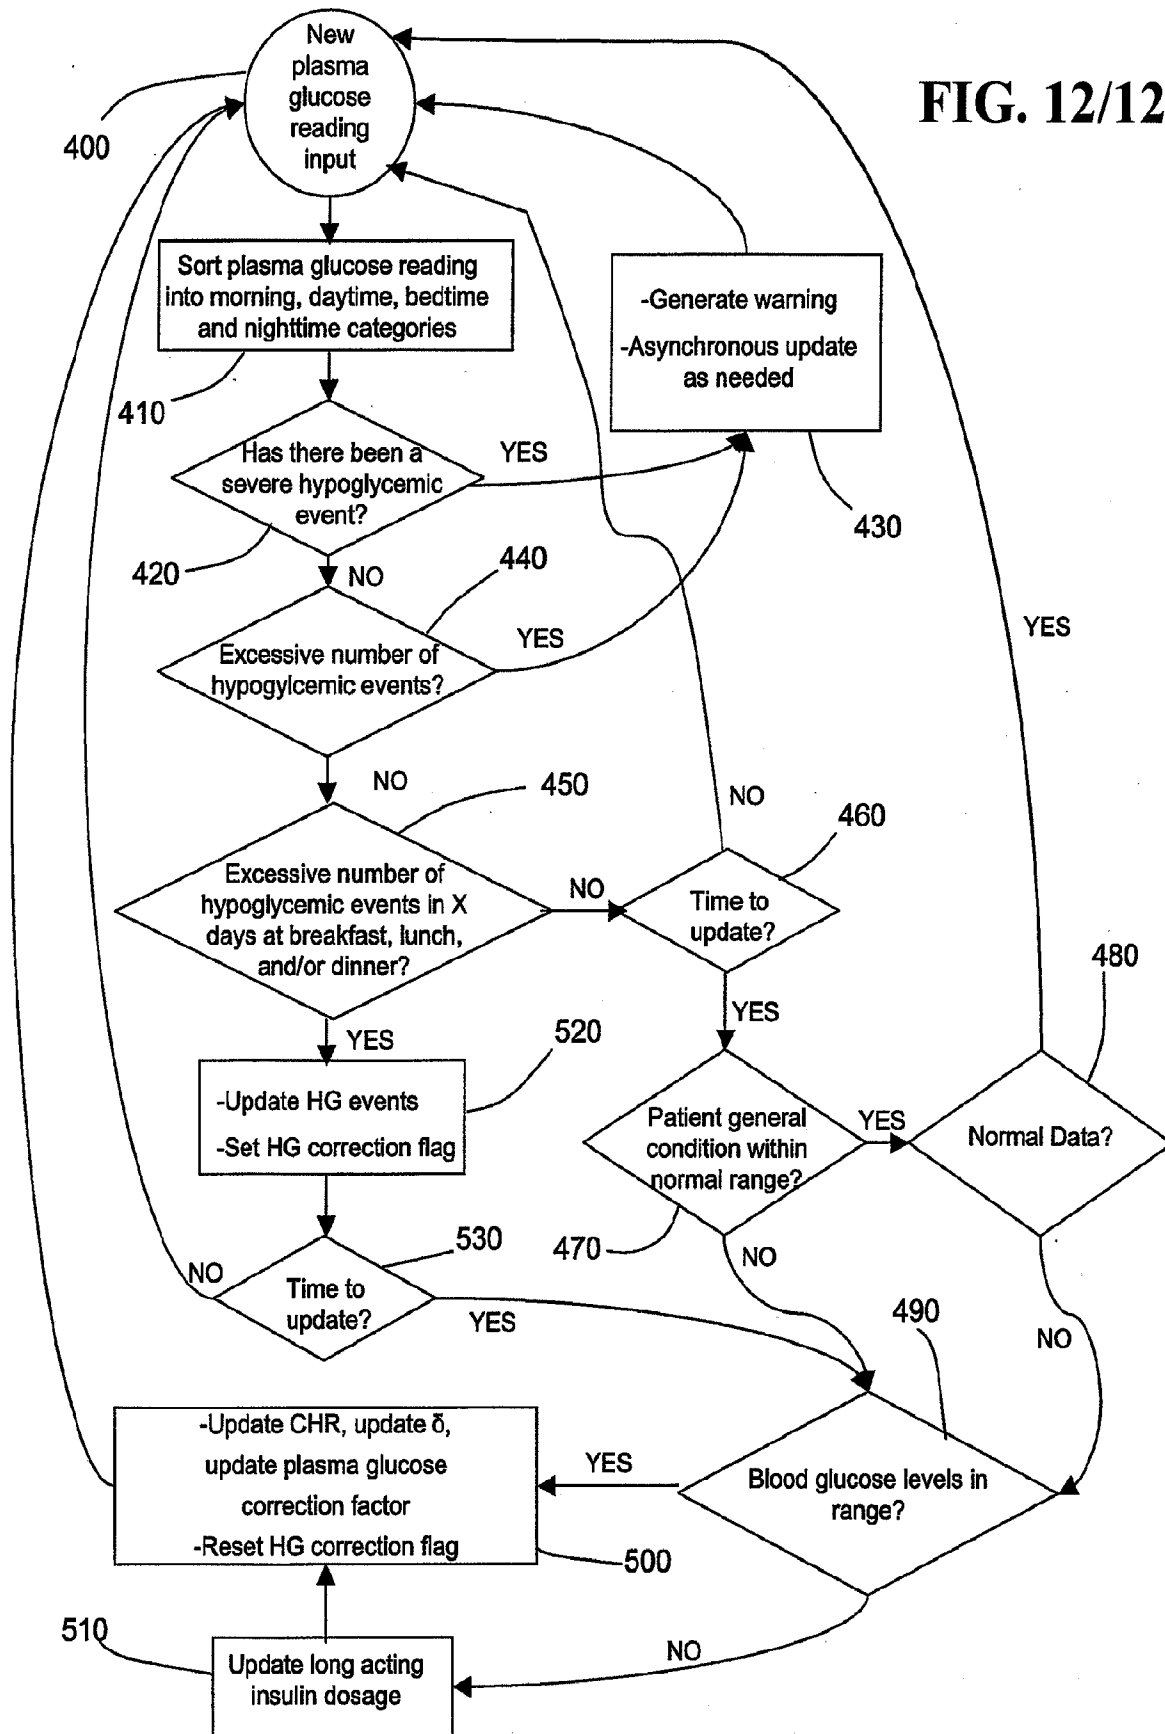 FIG. 12/12
New
plasma
glucose
reading
input
400
Sort plasma glucose reading
into morning, daytime, bedtime
and nighttime categories
410
-Generate warning
-Asynchronous update
as needed
430
Has there been a
severe hypoglycemic
event?
YES
420
NO
440
Excessive number of
hypogylcemic events?
YES
YES
NO
450
Excessive number of
hypoglycemic events in X
days at breakfast, lunch,
and/or dinner?
NO
NO
460
Time to
update?
480
YES
YES
520
-Update HG events
-Set HG correction flag
Patient general
condition within
normal range?
YES
Normal Data?
470
NO
NO
530
Time to
update?
NO
YES
490
NO
-Update CHR, update δ,
update plasma glucose
correction factor
-Reset HG correction flag
YES
Blood glucose levels in
range?
500
510
Update long acting
insulin dosage
NO